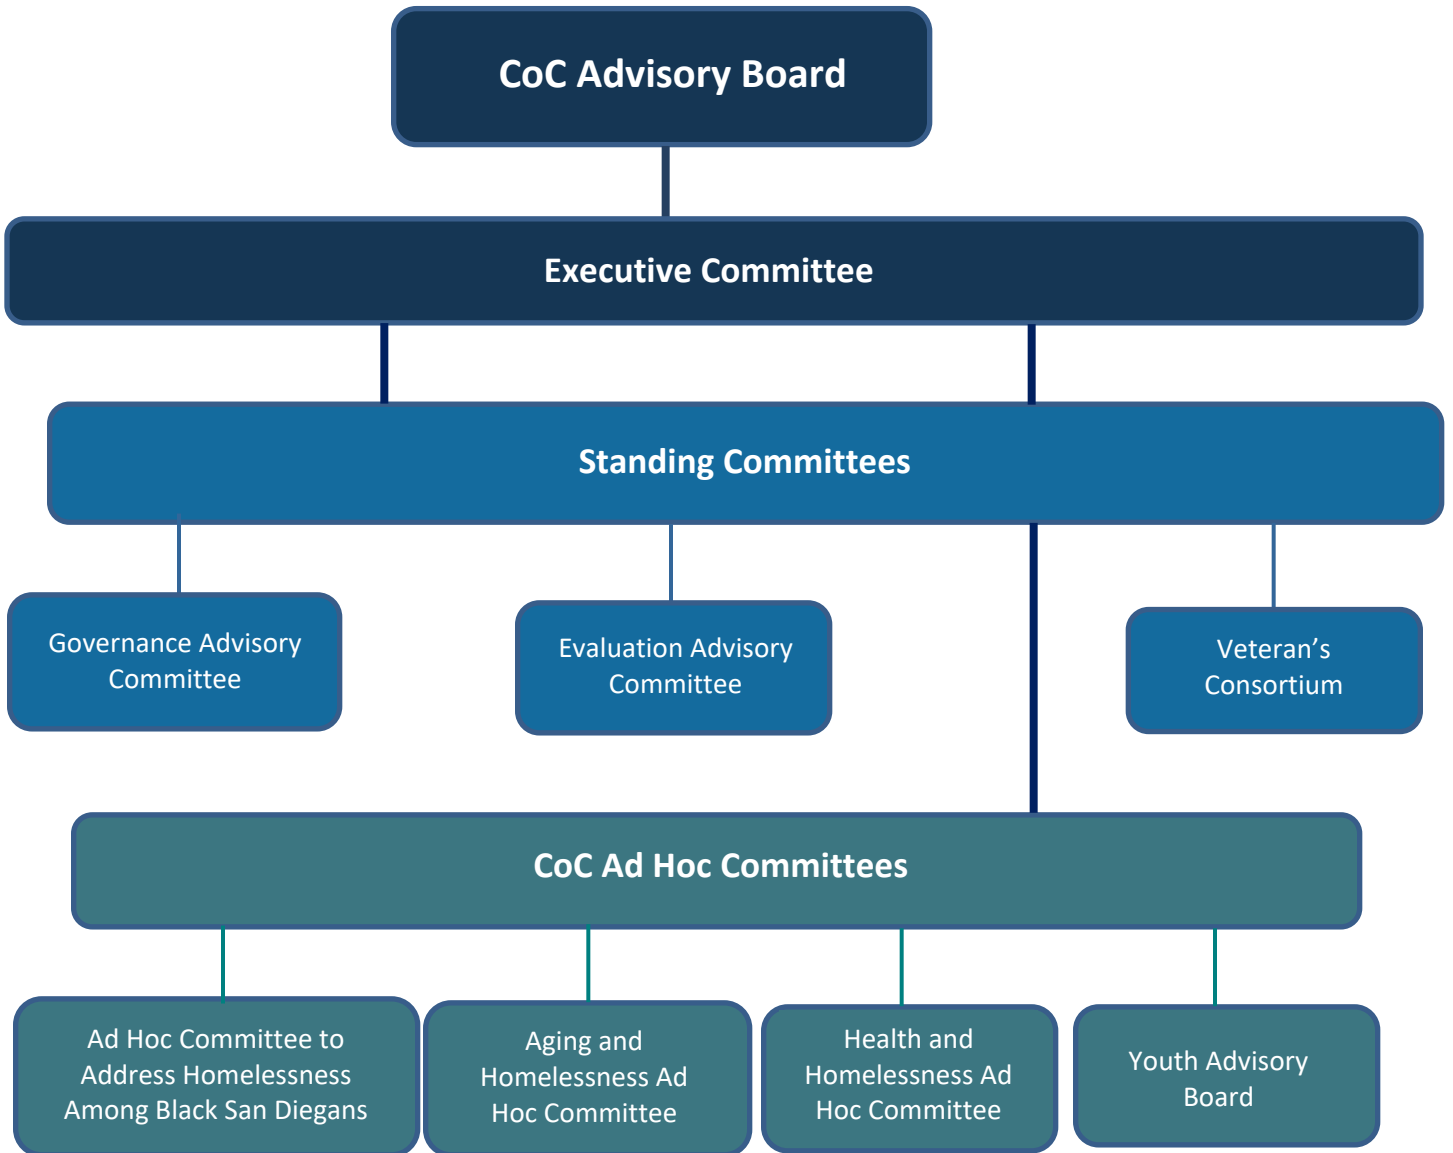 CoC Advisory Board
Executive Committee
Standing Committees
Governance Advisory
Committee
Evaluation Advisory
Committee
Veteran’s
Consortium
CoC Ad Hoc Committees
Ad Hoc Committee to
Address Homelessness
Among Black San Diegans
Aging and
Homelessness Ad
Hoc Committee
Health and
Homelessness Ad
Hoc Committee
Youth Advisory
Board